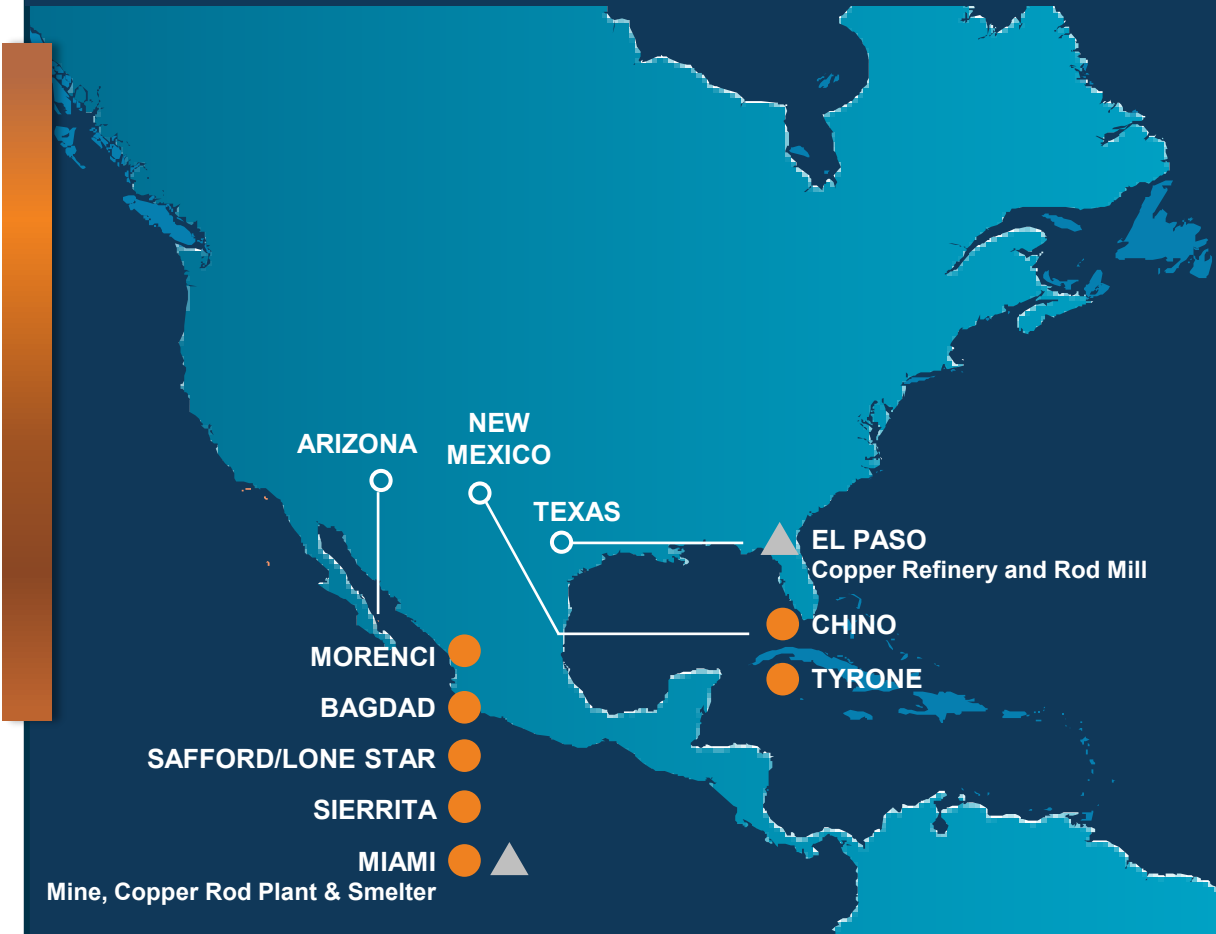 ARIZONA
NEW
MEXICO
TEXAS
EL PASO
Copper Refinery and Rod Mill
CHINO
TYRONE
MORENCI
BAGDAD
SAFFORD/LONE STAR
SIERRITA
MIAMI
Mine, Copper Rod Plant & Smelter